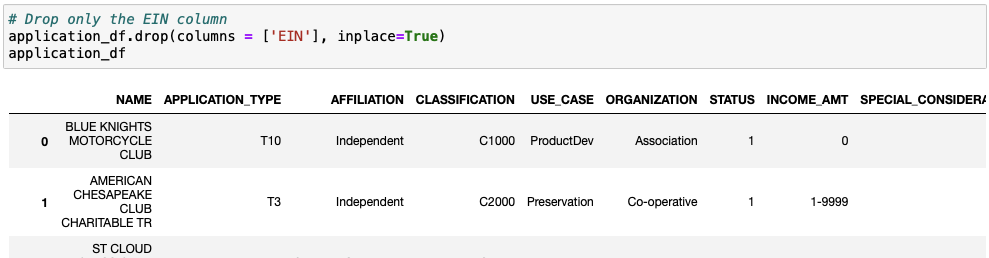 # Drop only the EIN column
application_df.drop(columns = ['EIN'], inplace=True)
application_df
NAME APPLICATION_TYPE AFFILIATION CLASSIFICATION USE_CASE ORGANIZATION STATUS INCOME_AMT SPECIAL_CONSIDERA
0 BLUE KNIGHTS MOTORCYCLE CLUB T10 Independent C1000 ProductDev Association 1 0
1 AMERICAN CHESAPEAKE CLUB CHARITABLE TR T3 Independent C2000 Preservation Co-operative 1 1-9999
ST CLOUD